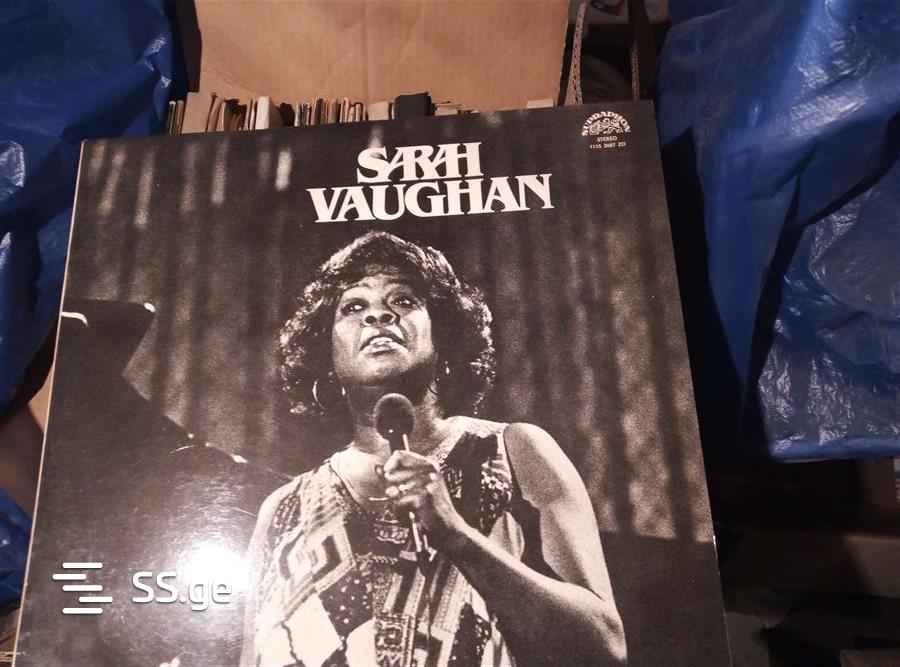 SARAH
VAUGHAN
SUPRAPHON
STEREO
1115 2687 ZD
SS.ge